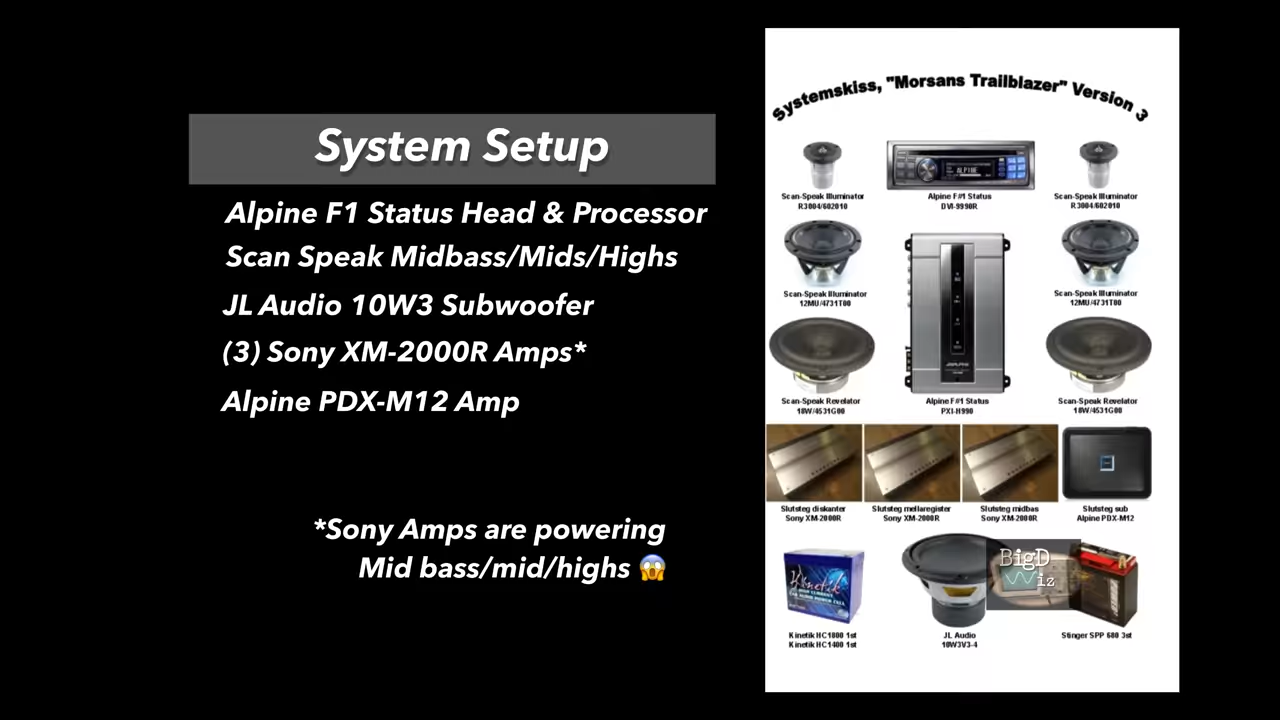 System Setup
Alpine F1 Status Head & Processor
Scan Speak Midbass/Mids/Highs
JL Audio 10W3 Subwoofer
(3) Sony XM-2000R Amps*
Alpine PDX-M12 Amp
*Sony Amps are powering
Mid bass/mid/highs 😱
Systemskiss, "Morsans Trailblazer" Version 3
ALPINE
Scan-Speak Illuminator
R3004/602010
Alpine F#1 Status
DVI-9990R
Scan-Speak Illuminator
R3004/602010
Scan-Speak Illuminator
12MU/4731T00
Scan-Speak Illuminator
12MU/4731T00
ALPINE
Scan-Speak Revelator
18W/4531G00
Alpine F#1 Status
PXI-H990
Scan-Speak Revelator
18W/4531G00
Slutsteg diskanter
Sony XM-2000R
Slutsteg mellaregister
Sony XM-2000R
Slutsteg midbas
Sony XM-2000R
Slutsteg sub
Alpine PDX-M12
Kinetik
BigD
Wiz
Kinetik HC1800 1st
Kinetik HC1400 1st
JL Audio
10W3V3-4
Stinger SPP 680 3st